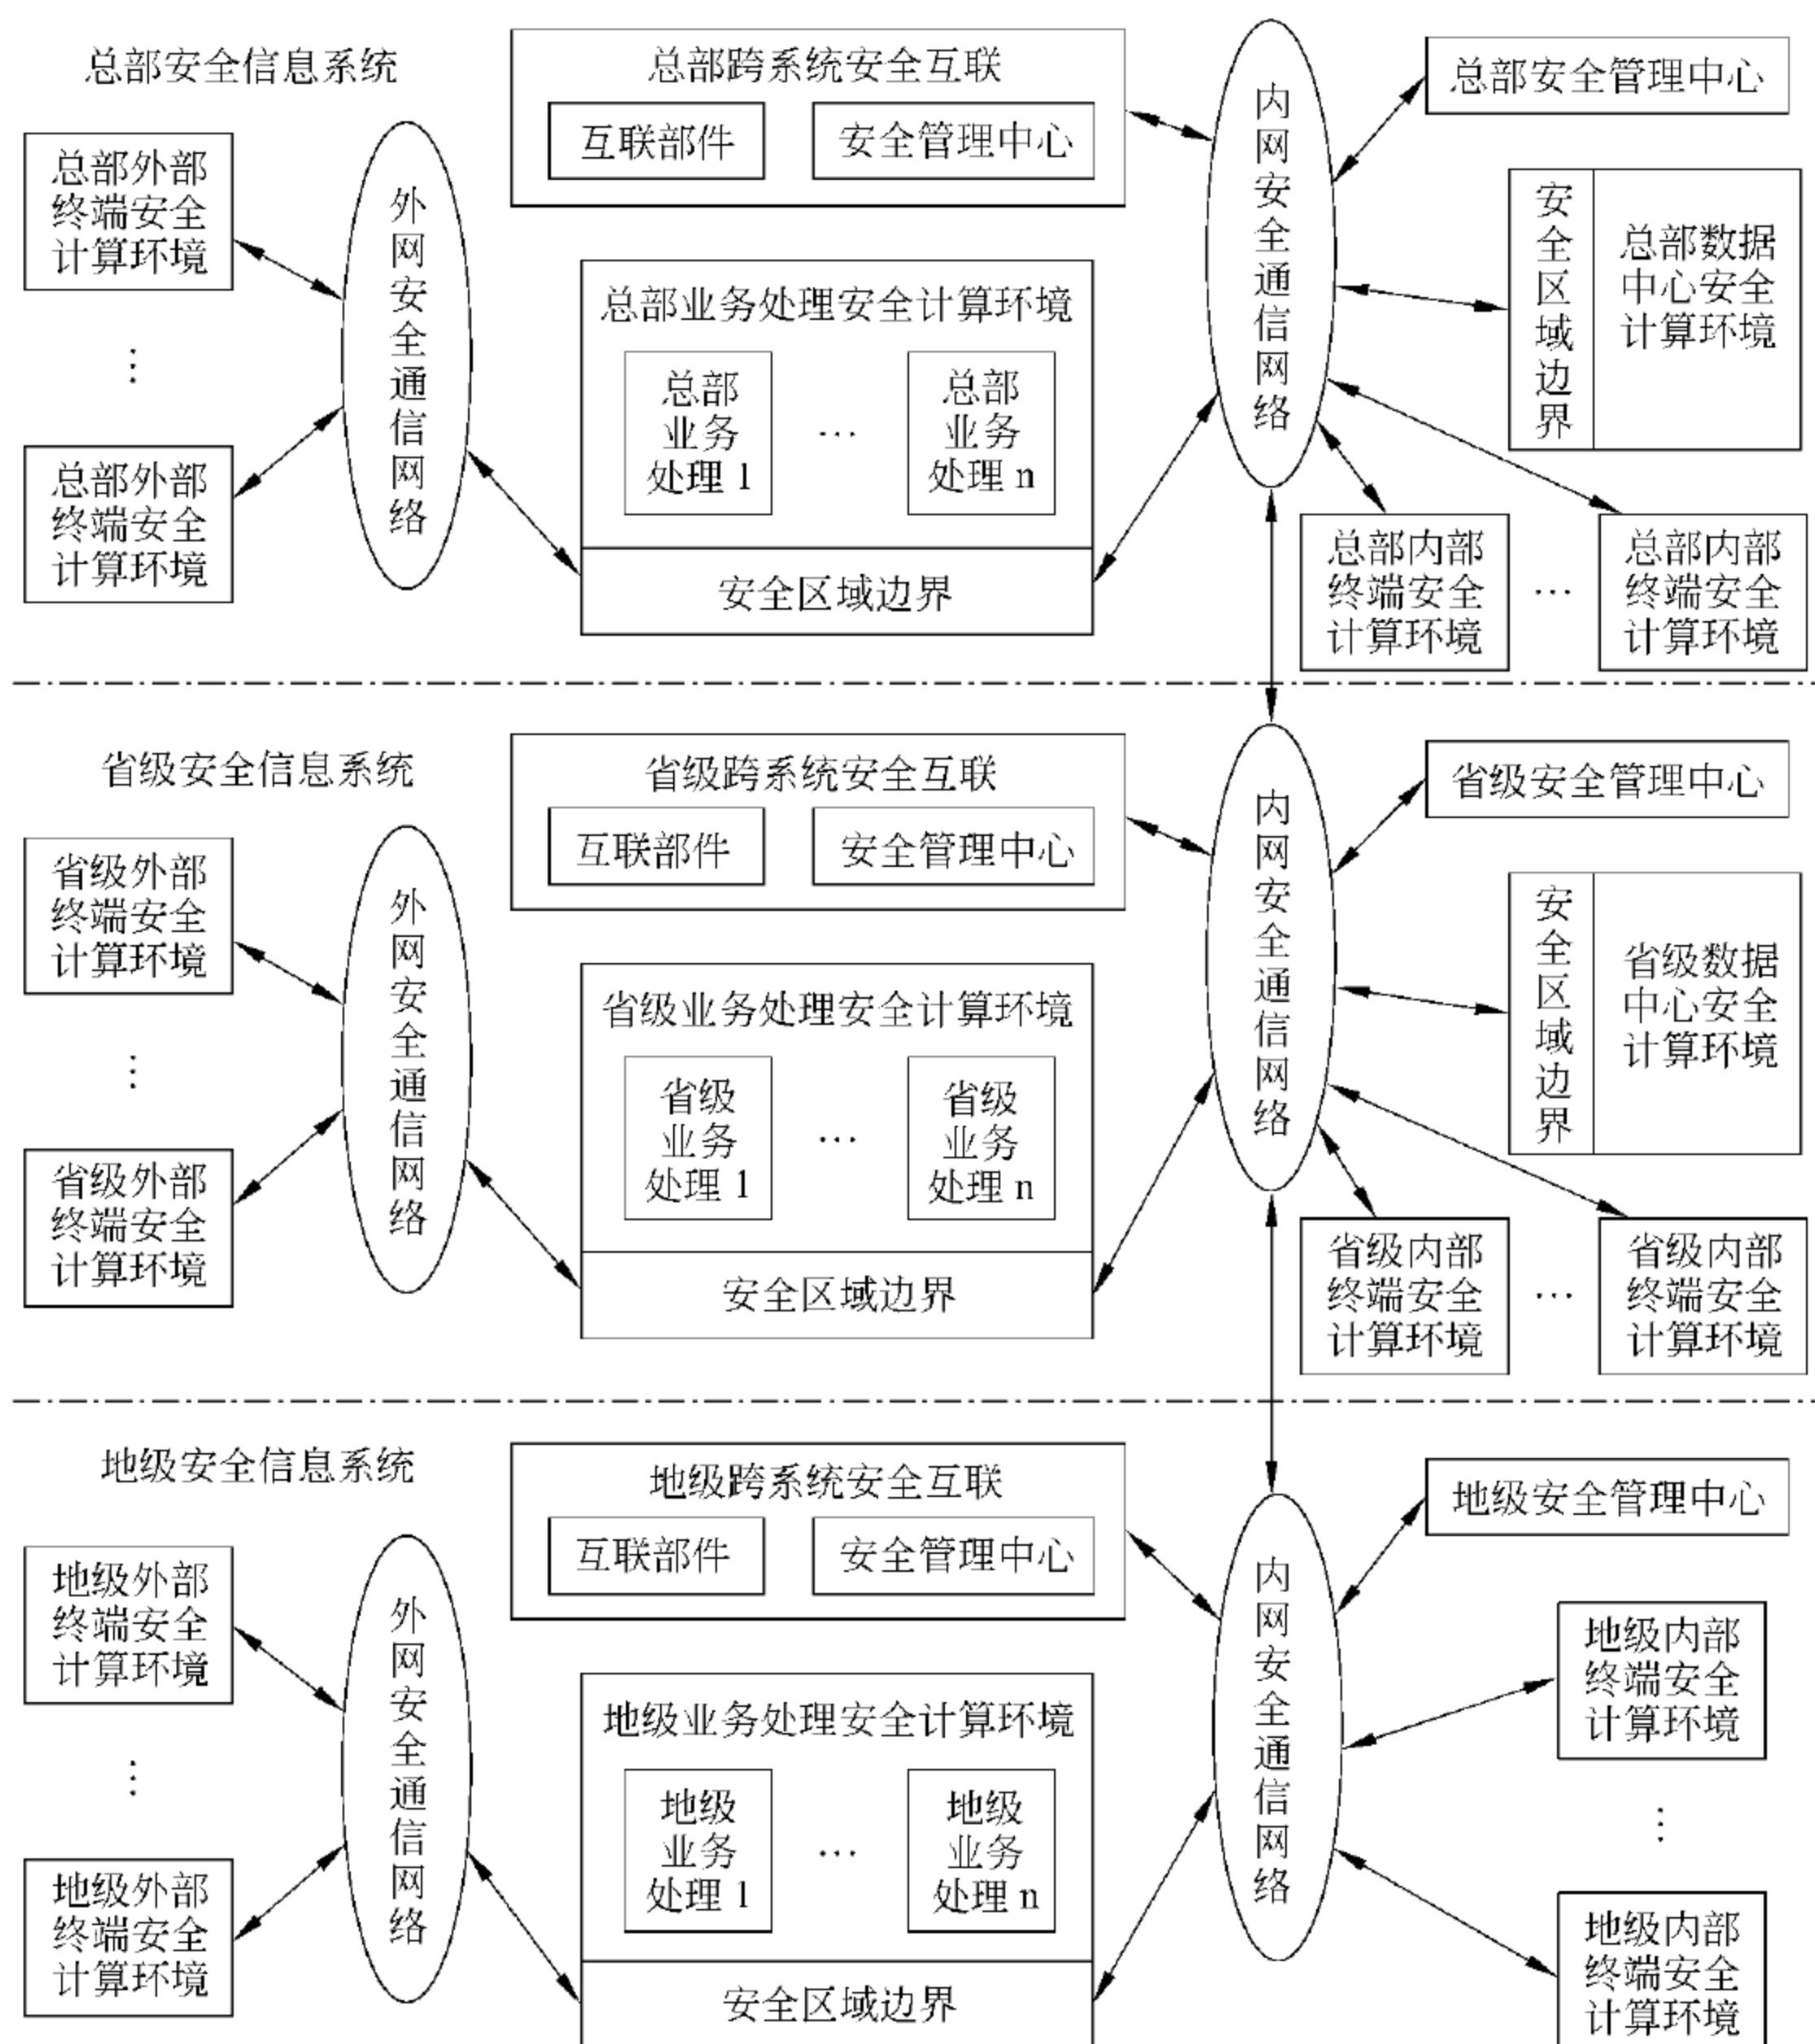 总部安全信息系统
总部跨系统安全互联
互联部件
安全管理中心
总部安全管理中心
总部外部
终端安全
计算环境
⋮
总部外部
终端安全
计算环境
外网安全通信网络
总部业务处理安全计算环境
总部
业务
处理 1
…
总部
业务
处理 n
安全区域边界
内网安全通信网络
安全区域边界
总部数据
中心安全
计算环境
总部内部
终端安全
计算环境
…
总部内部
终端安全
计算环境
省级安全信息系统
省级跨系统安全互联
互联部件
安全管理中心
省级安全管理中心
省级外部
终端安全
计算环境
⋮
省级外部
终端安全
计算环境
外网安全通信网络
省级业务处理安全计算环境
省级
业务
处理 1
…
省级
业务
处理 n
安全区域边界
内网安全通信网络
安全区域边界
省级数据
中心安全
计算环境
省级内部
终端安全
计算环境
…
省级内部
终端安全
计算环境
地级安全信息系统
地级跨系统安全互联
互联部件
安全管理中心
地级安全管理中心
地级外部
终端安全
计算环境
⋮
地级外部
终端安全
计算环境
外网安全通信网络
地级业务处理安全计算环境
地级
业务
处理 1
…
地级
业务
处理 n
安全区域边界
内网安全通信网络
地级内部
终端安全
计算环境
⋮
地级内部
终端安全
计算环境